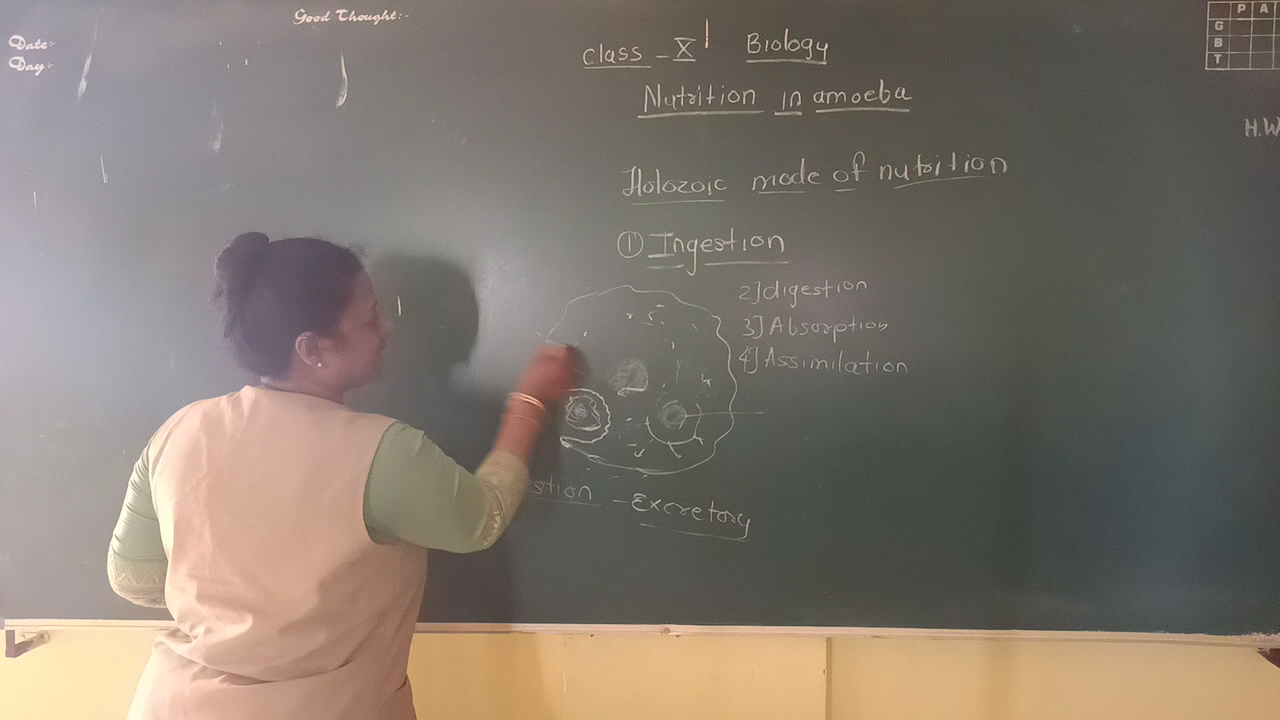 Good Thought:-
P A
Date:-
Day:-
G
B
T
Class - X Biology
Nutrition in amoeba
H.W
Holozoic mode of nutrition
① Ingestion
2] digestion
3] Absorption
4] Assimilation
- Excretory